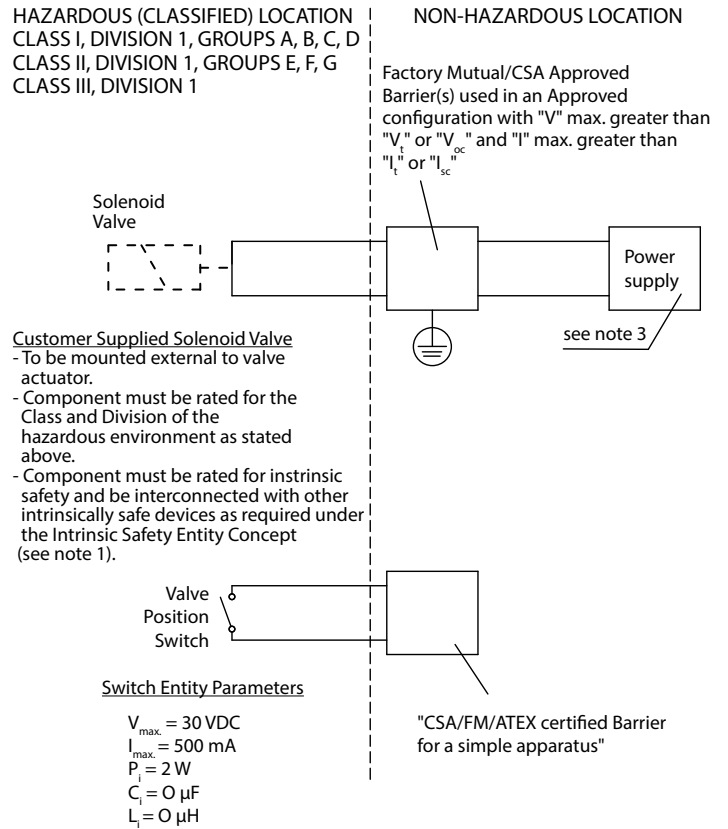 HAZARDOUS (CLASSIFIED) LOCATION
CLASS I, DIVISION 1, GROUPS A, B, C, D
CLASS II, DIVISION 1, GROUPS E, F, G
CLASS III, DIVISION 1
NON-HAZARDOUS LOCATION
Factory Mutual/CSA Approved
Barrier(s) used in an Approved
configuration with "V" max. greater than
"Vt" or "Voc" and "I" max. greater than
"It" or "Isc"
Solenoid
Valve
Power
supply
see note 3
Customer Supplied Solenoid Valve
- To be mounted external to valve
actuator.
- Component must be rated for the
Class and Division of the
hazardous environment as stated
above.
- Component must be rated for instrinsic
safety and be interconnected with other
intrinsically safe devices as required under
the Intrinsic Safety Entity Concept
(see note 1).
Valve
Position
Switch
Switch Entity Parameters
Vmax. = 30 VDC
Imax. = 500 mA
Pi = 2 W
Ci = O µF
Li = O µH
"CSA/FM/ATEX certified Barrier
for a simple apparatus"